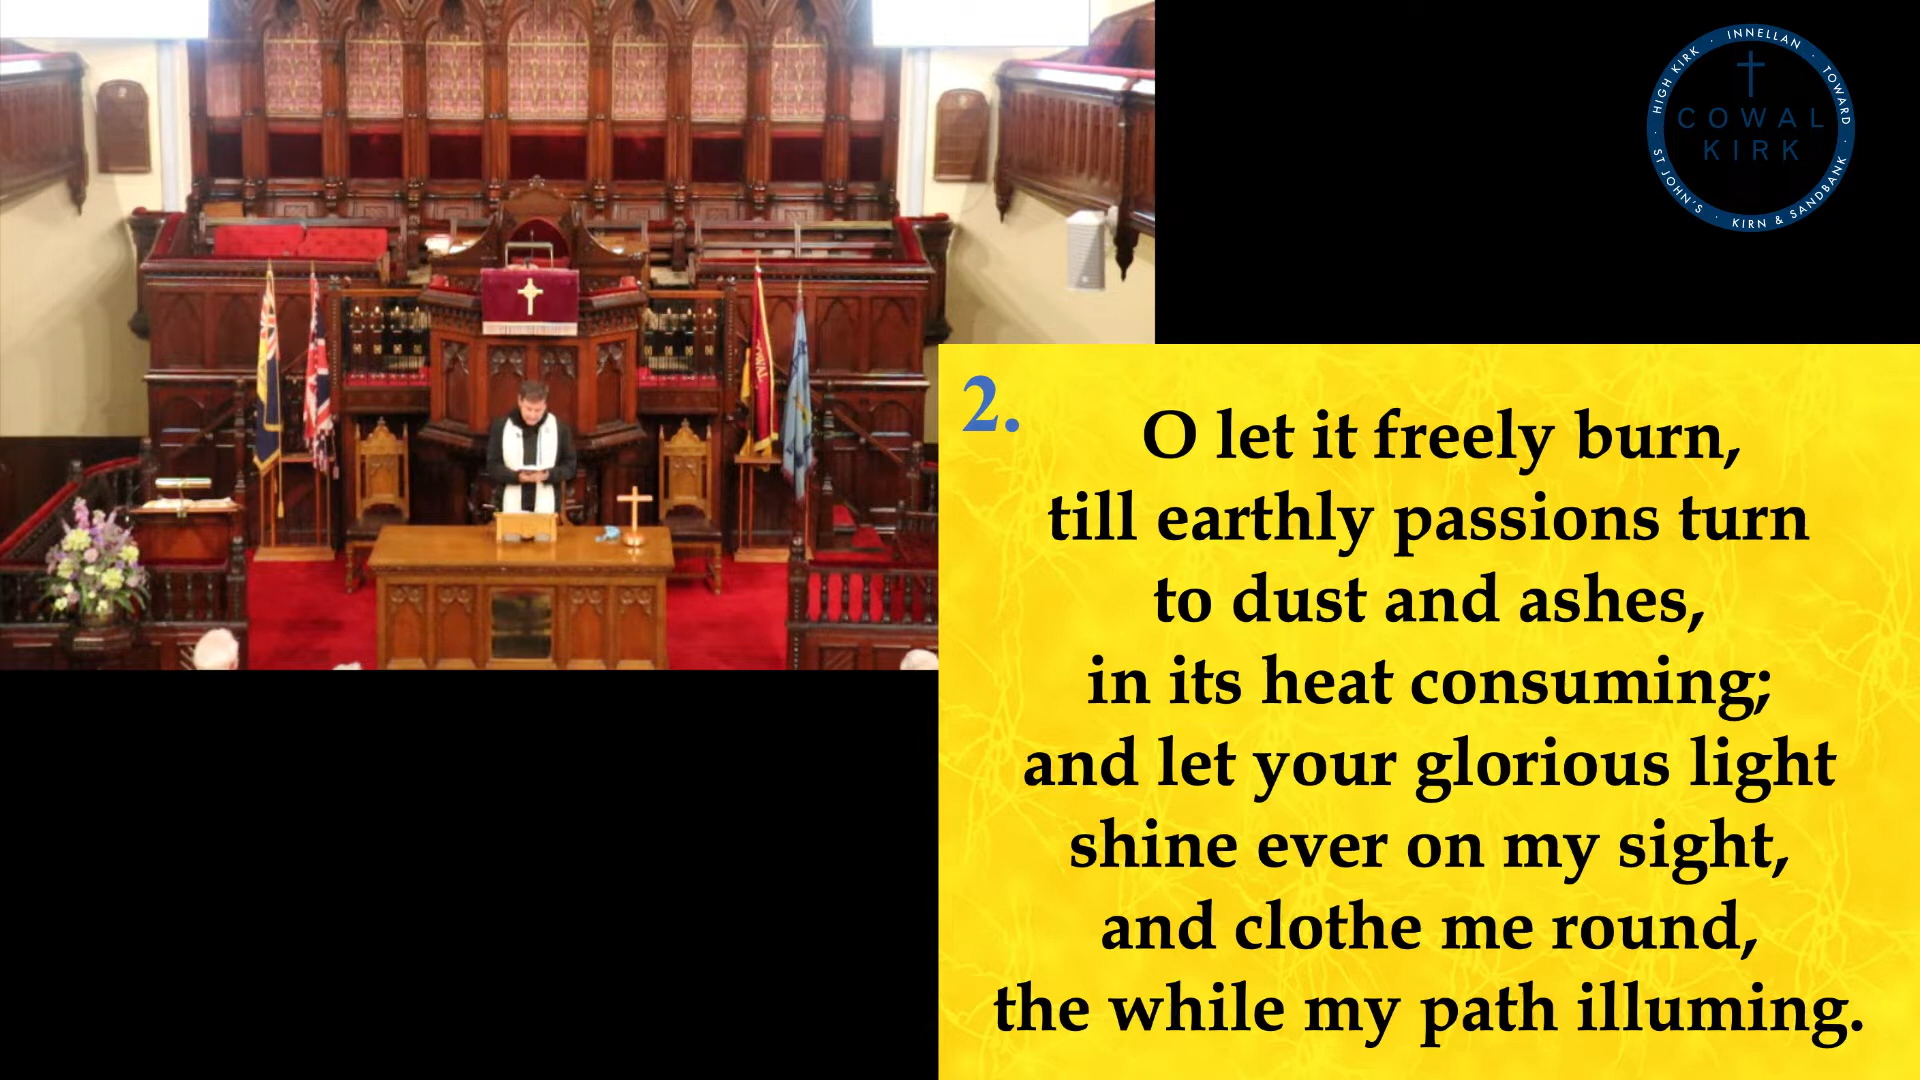 HIGH KIRK · INNELLAN · TOWARD · KIRN & SANDBANK · ST JOHN'S ·
COWAL
KIRK
2.
O let it freely burn,
till earthly passions turn
to dust and ashes,
in its heat consuming;
and let your glorious light
shine ever on my sight,
and clothe me round,
the while my path illuming.